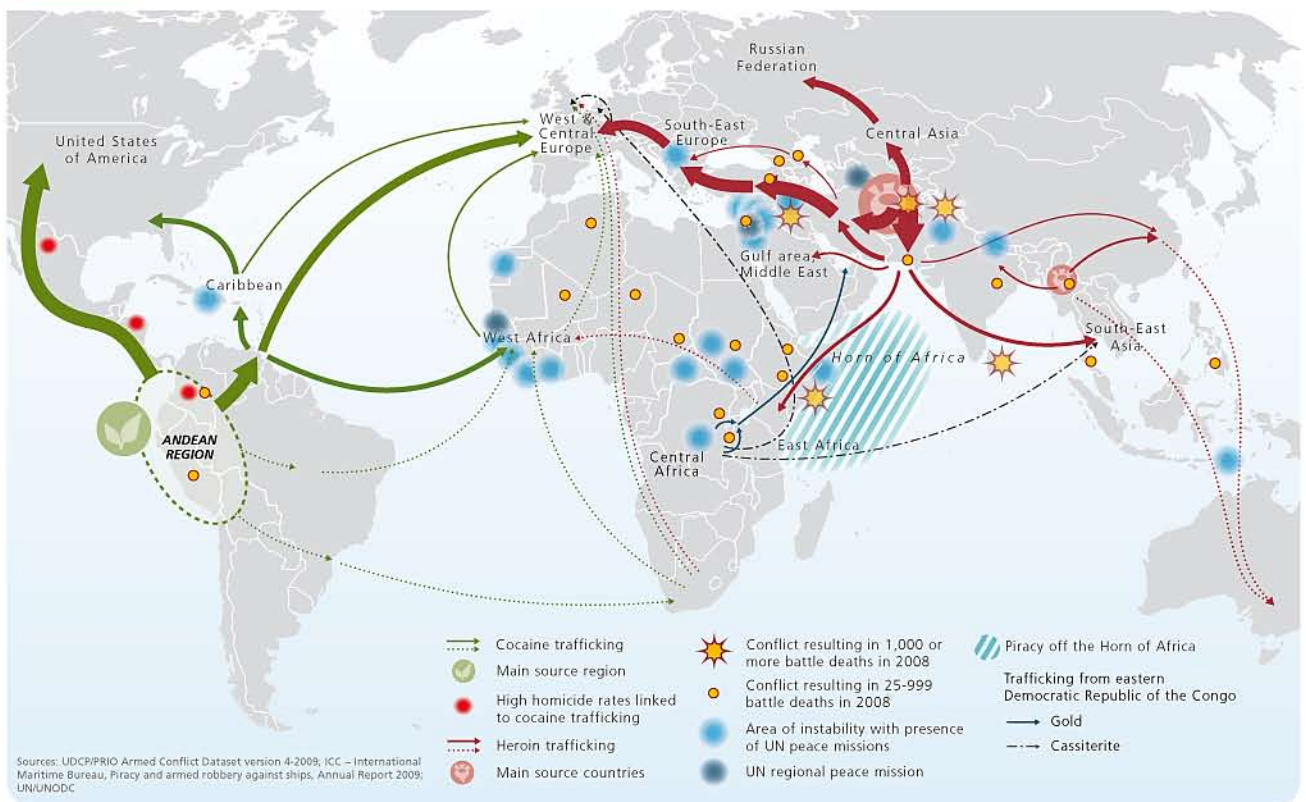 Russian
Federation
United States
of America
West &
Central
Europe
South-East
Europe
Central Asia
Gulf area,
Middle East
Caribbean
West Africa
Horn of Africa
South-East
Asia
ANDEAN
REGION
Central
Africa
East Africa
Cocaine trafficking
Main source region
High homicide rates linked
to cocaine trafficking
Heroin trafficking
Main source countries
Conflict resulting in 1,000 or
more battle deaths in 2008
Conflict resulting in 25-999
battle deaths in 2008
Area of instability with presence
of UN peace missions
UN regional peace mission
Piracy off the Horn of Africa
Trafficking from eastern
Democratic Republic of the Congo
Gold
Cassiterite
Sources: UDCP/PRIO Armed Conflict Dataset version 4-2009; ICC – International
Maritime Bureau, Piracy and armed robbery against ships, Annual Report 2009;
UN/UNODC